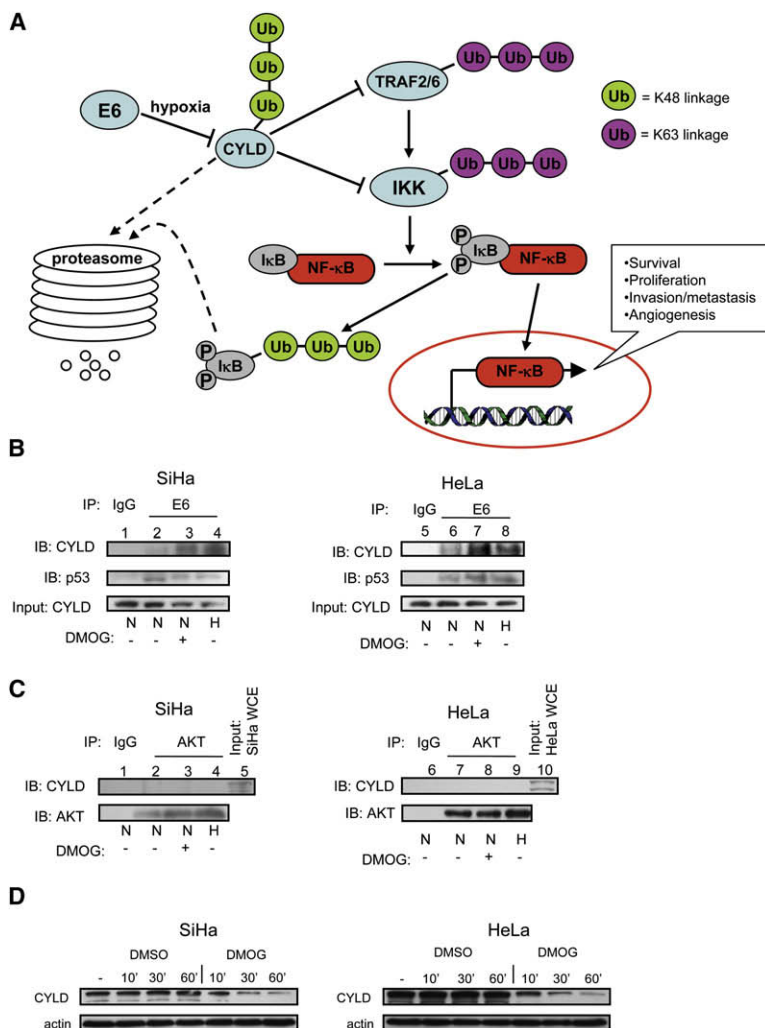 A
Ub
Ub
Ub
E6
hypoxia
CYLD
TRAF2/6
Ub Ub Ub
IKK
Ub Ub Ub
Ub = K48 linkage
Ub = K63 linkage
proteasome
IκB
NF-κB
P
P
IκB
NF-κB
•Survival
•Proliferation
•Invasion/metastasis
•Angiogenesis
P
P
IκB
Ub Ub Ub
NF-κB
B
SiHa
IP: IgG E6
1 2 3 4
IB: CYLD
IB: p53
Input: CYLD
N N N H
DMOG: - - + -
HeLa
IP: IgG E6
5 6 7 8
IB: CYLD
IB: p53
Input: CYLD
N N N H
DMOG: - - + -
C
SiHa
IP: IgG AKT
Input:
SiHa WCE
1 2 3 4 5
IB: CYLD
IB: AKT
N N N H
DMOG: - - + -
HeLa
IP: IgG AKT
Input:
HeLa WCE
6 7 8 9 10
IB: CYLD
IB: AKT
N N N H
DMOG: - - + -
D
SiHa
DMSO DMOG
- 10' 30' 60' 10' 30' 60'
CYLD
actin
HeLa
DMSO DMOG
- 10' 30' 60' 10' 30' 60'
CYLD
actin